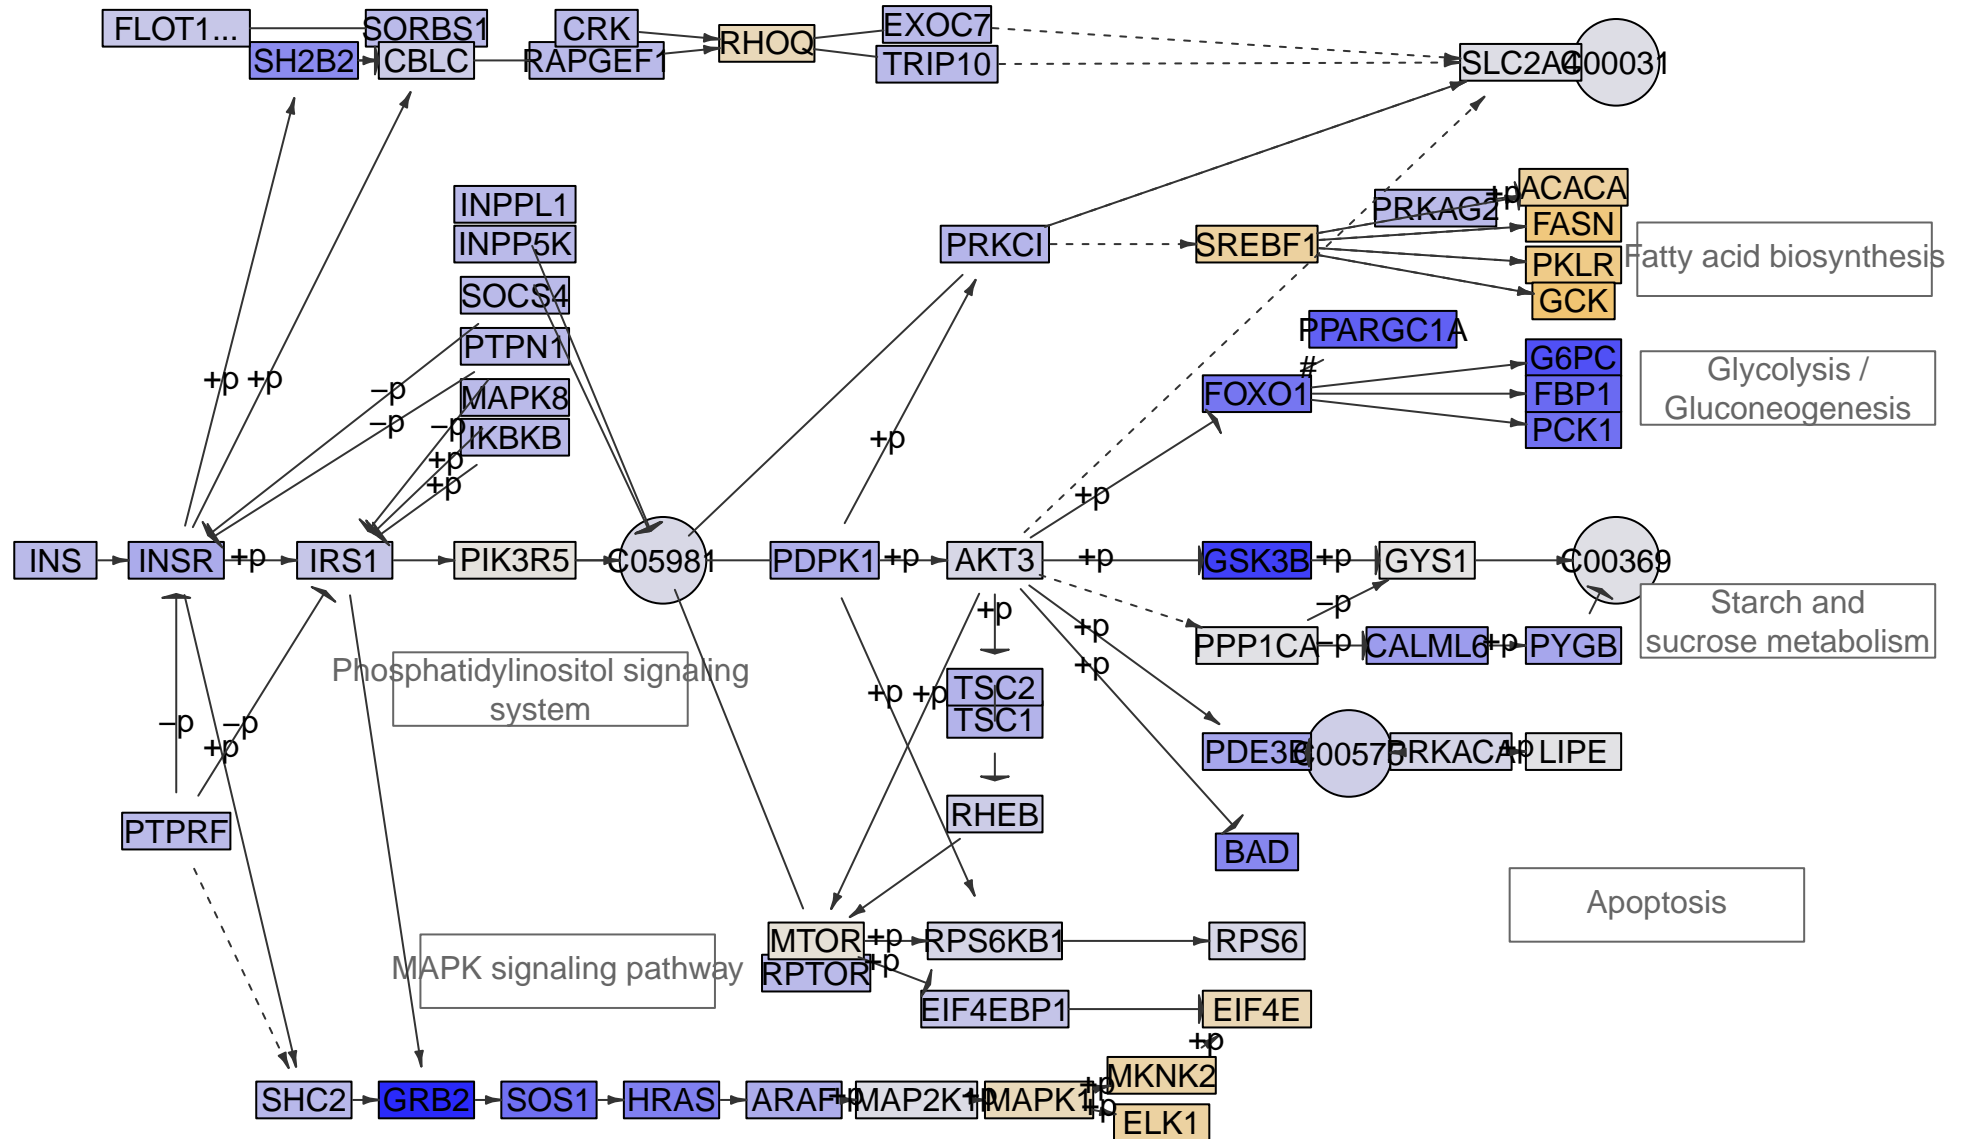 FLOT1...
SORBS1
CRK
RHOQ
EXOC7
SH2B2
CBLC
RAPGEF1
TRIP10
SLC2A4
C00031
INPPL1
INPP5K
SOCS4
PTPN1
MAPK8
IKBKB
PRKCI
SREBF1
PRKAG2
+p
ACACA
FASN
PKLR
GCK
Fatty acid biosynthesis
PPARGC1A
#
FOXO1
G6PC
FBP1
PCK1
Glycolysis /
Gluconeogenesis
+p
+p
−p
−p
−p
+p
+p
+p
+p
INS
INSR
+p
IRS1
PIK3R5
C05981
PDPK1
+p
AKT3
+p
GSK3B
+p
GYS1
C00369
+p
−p
+p
PPP1CA
−p
CALML6
+p
PYGB
Starch and
sucrose metabolism
Phosphatidylinositol signaling
system
+p
+p
+p
TSC2
TSC1
−p
−p
+p
PDE3B
C00575
PRKACA
+p
LIPE
PTPRF
RHEB
BAD
Apoptosis
MTOR
+p
RPS6KB1
RPS6
RPTOR
+p
MAPK signaling pathway
EIF4EBP1
EIF4E
+p
SHC2
GRB2
SOS1
HRAS
ARAF
+p
MAP2K1
+p
MAPK1
+p
+p
MKNK2
ELK1